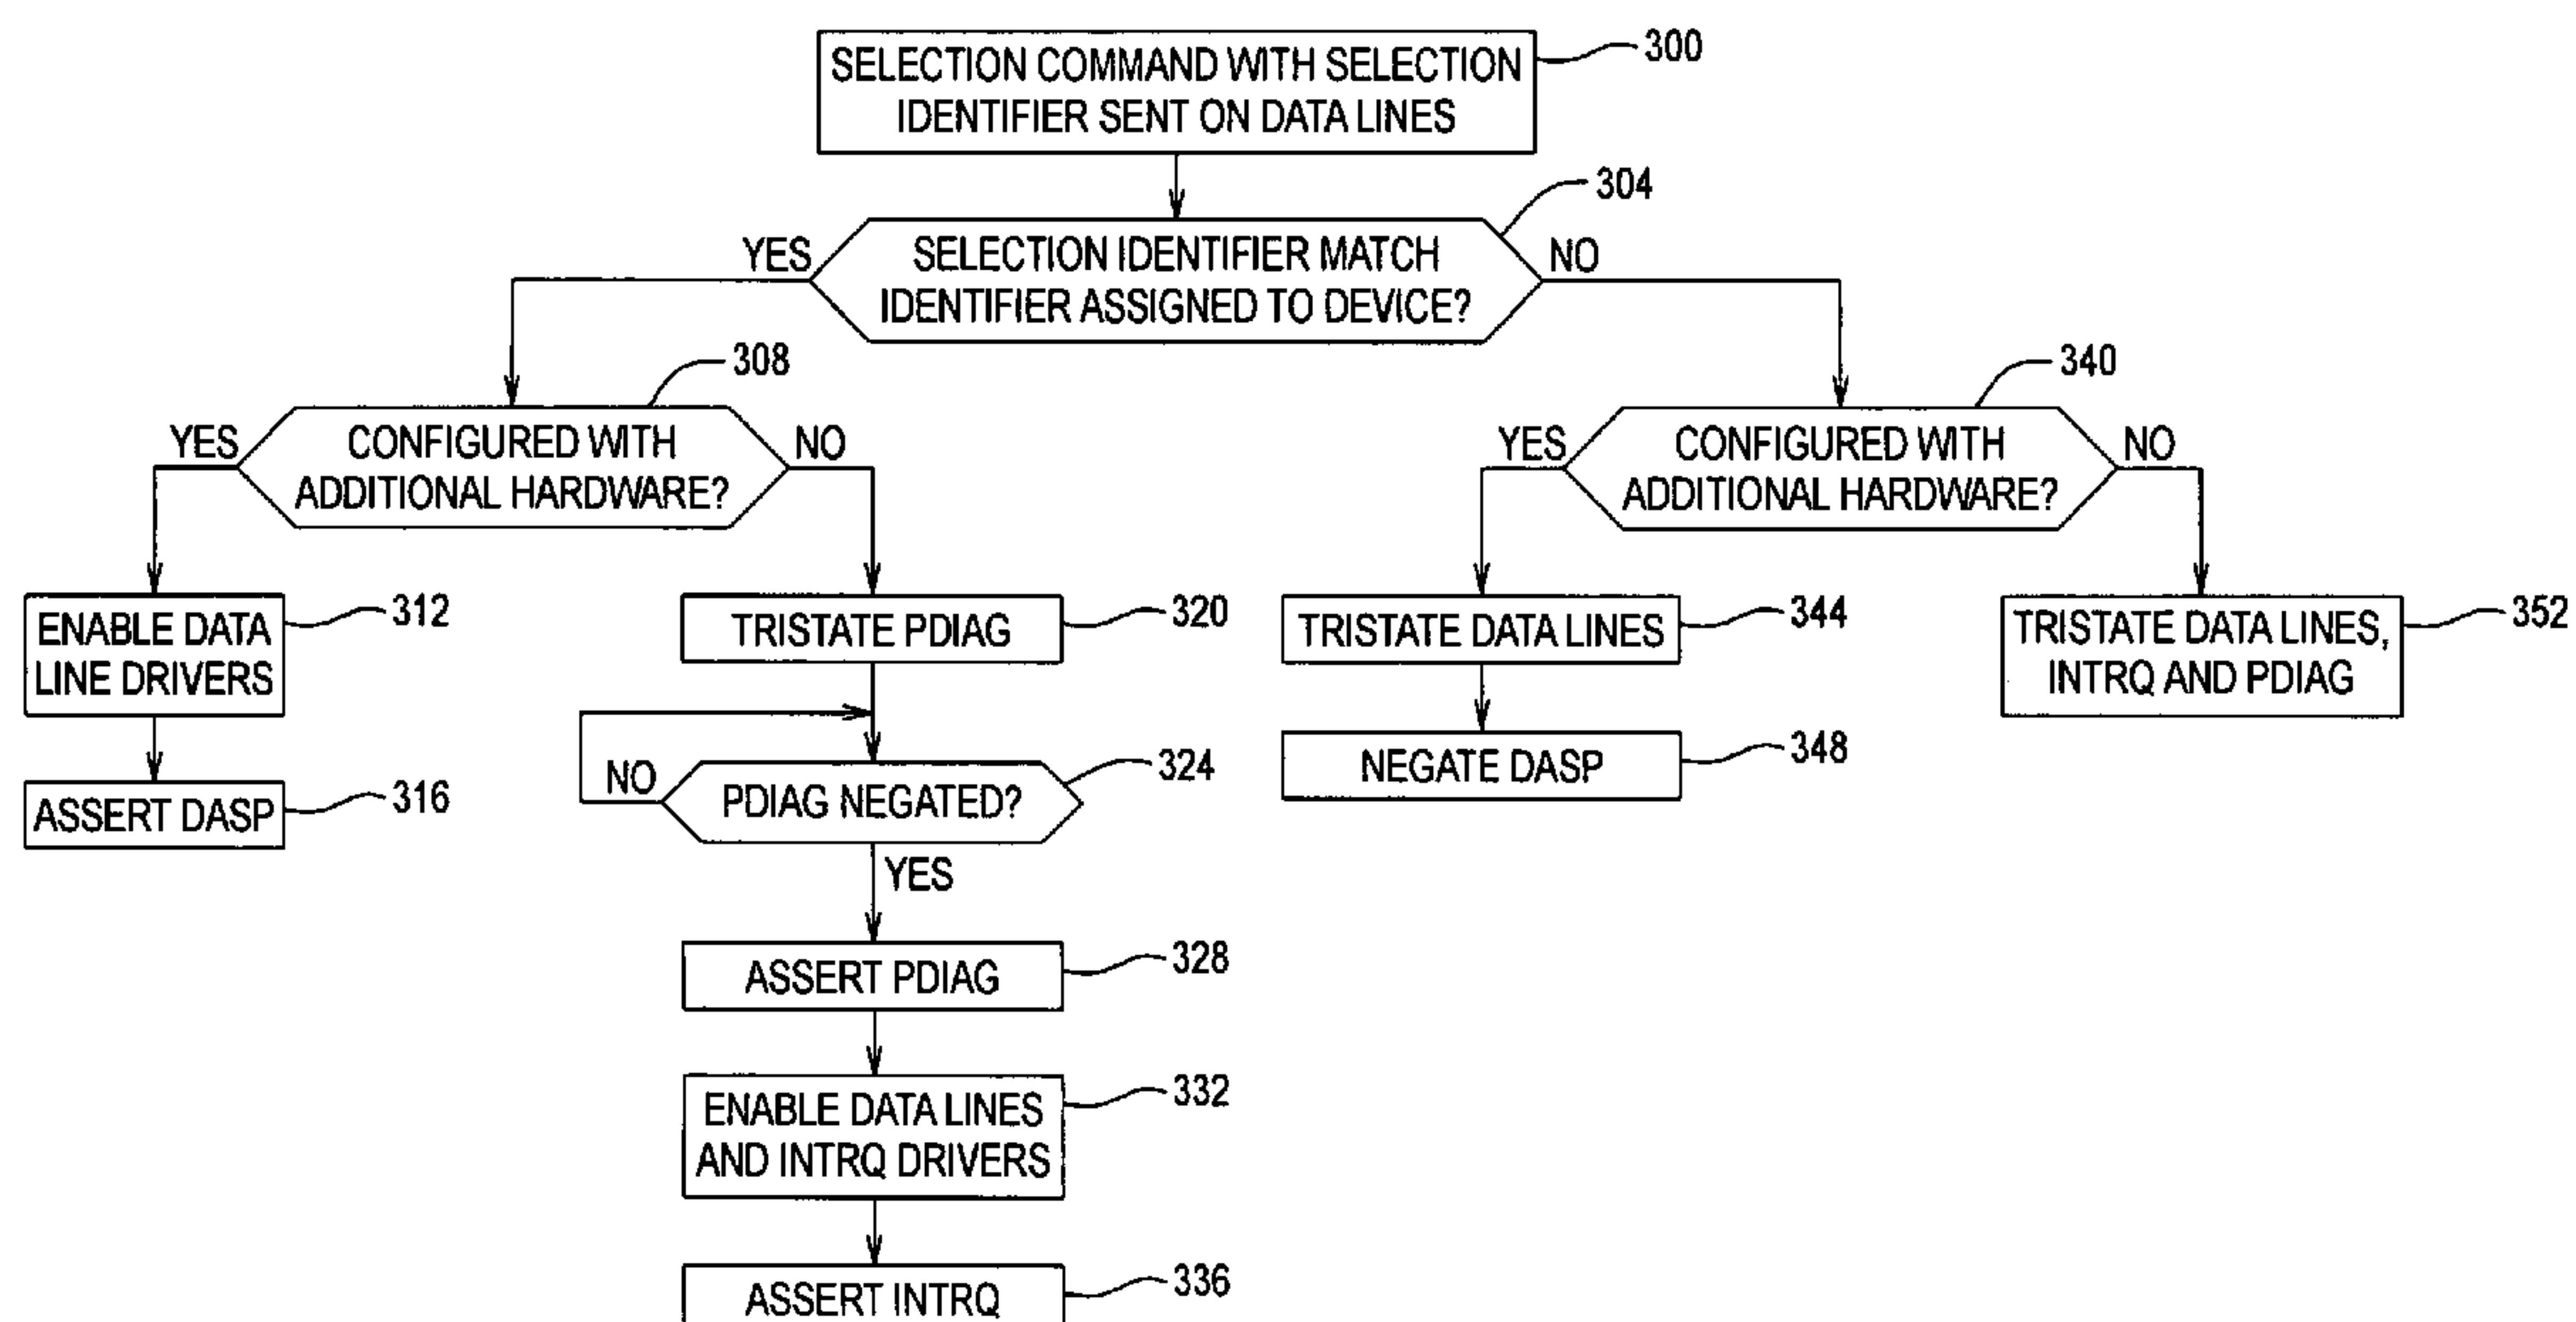 SELECTION COMMAND WITH SELECTION
IDENTIFIER SENT ON DATA LINES
300
304
YES
SELECTION IDENTIFIER MATCH
IDENTIFIER ASSIGNED TO DEVICE?
NO
308
YES
CONFIGURED WITH
ADDITIONAL HARDWARE?
NO
340
YES
CONFIGURED WITH
ADDITIONAL HARDWARE?
NO
ENABLE DATA
LINE DRIVERS
312
ASSERT DASP
316
TRISTATE PDIAG
320
NO
PDIAG NEGATED?
324
YES
ASSERT PDIAG
328
ENABLE DATA LINES
AND INTRQ DRIVERS
332
ASSERT INTRQ
336
TRISTATE DATA LINES
344
NEGATE DASP
348
TRISTATE DATA LINES,
INTRQ AND PDIAG
352